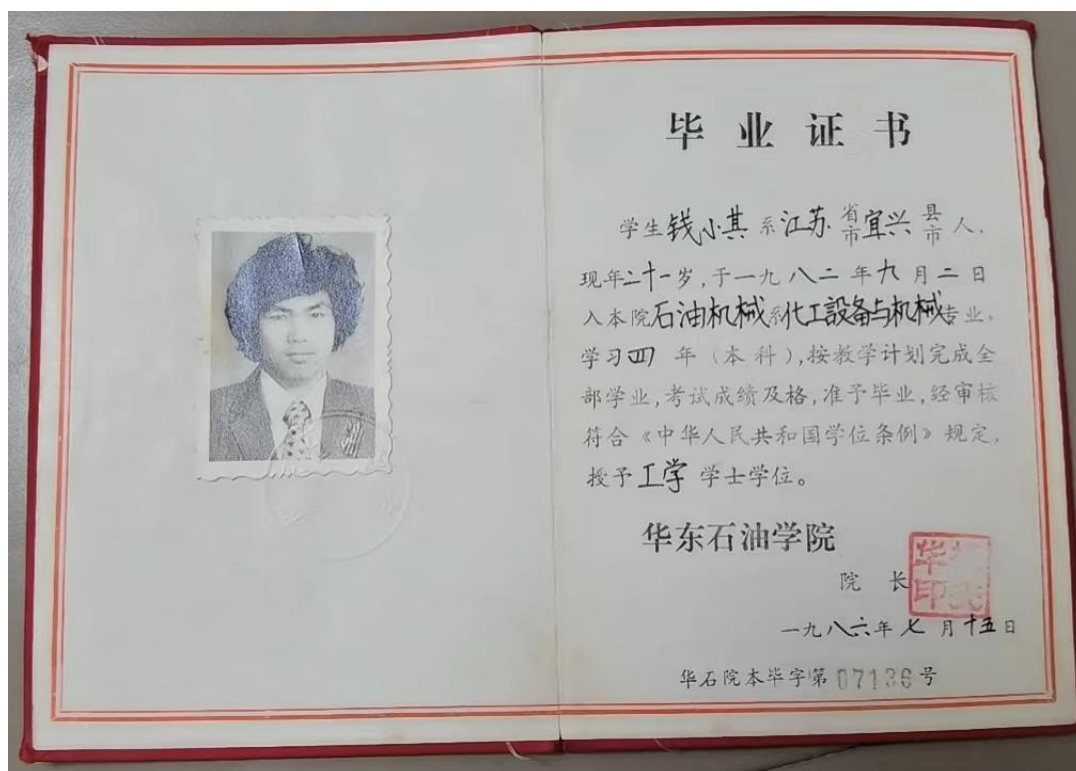 毕业证书
学生钱小其系江苏省市宜兴县市人，
现年二十一岁，于一九八二年九月二日
入本院石油机械系化工設备与机械专业，
学习四年（本科），按教学计划完成全
部学业，考试成绩及格，准予毕业，经审核
符合《中华人民共和国学位条例》规定，
授予工学学士学位。
华东石油学院
院长
华
印
一九八六年七月十五日
华石院本毕字第07136号